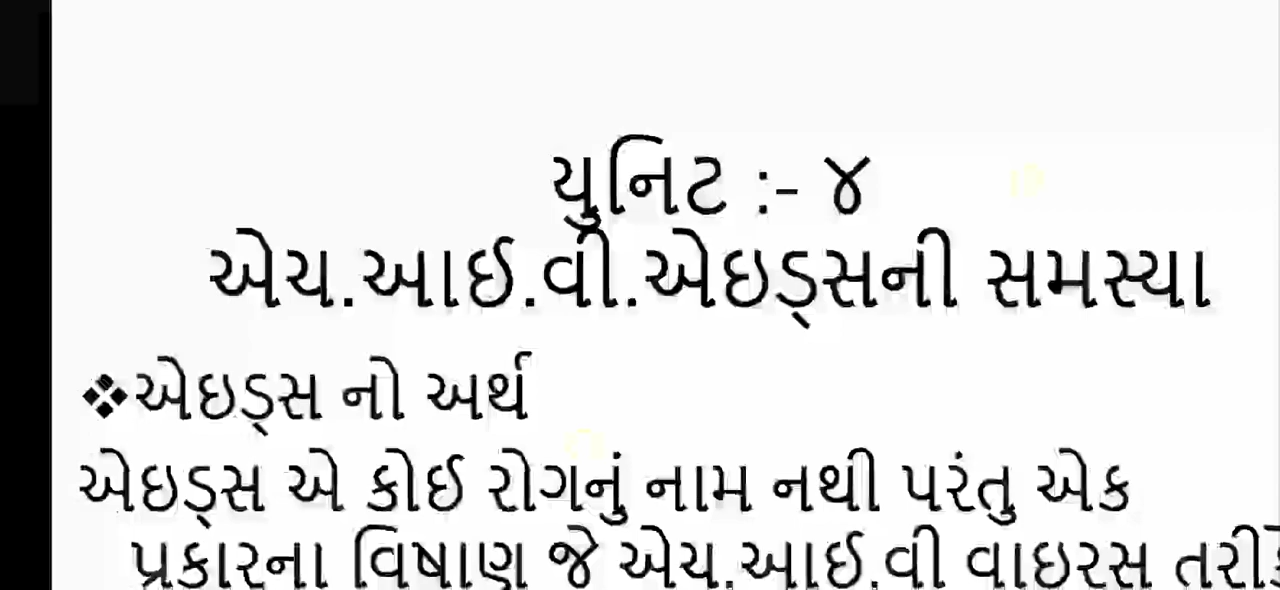 યુનિટ :- ૪
એચ.આઈ.વી.એઇડ્સની સમસ્યા
❖એઇડ્સ નો અર્થ
એઇડ્સ એ કોઈ રોગનું નામ નથી પરંતુ એક
પ્રકારના વિષાણ જે એચ.આઈ.વી વાઇરસ